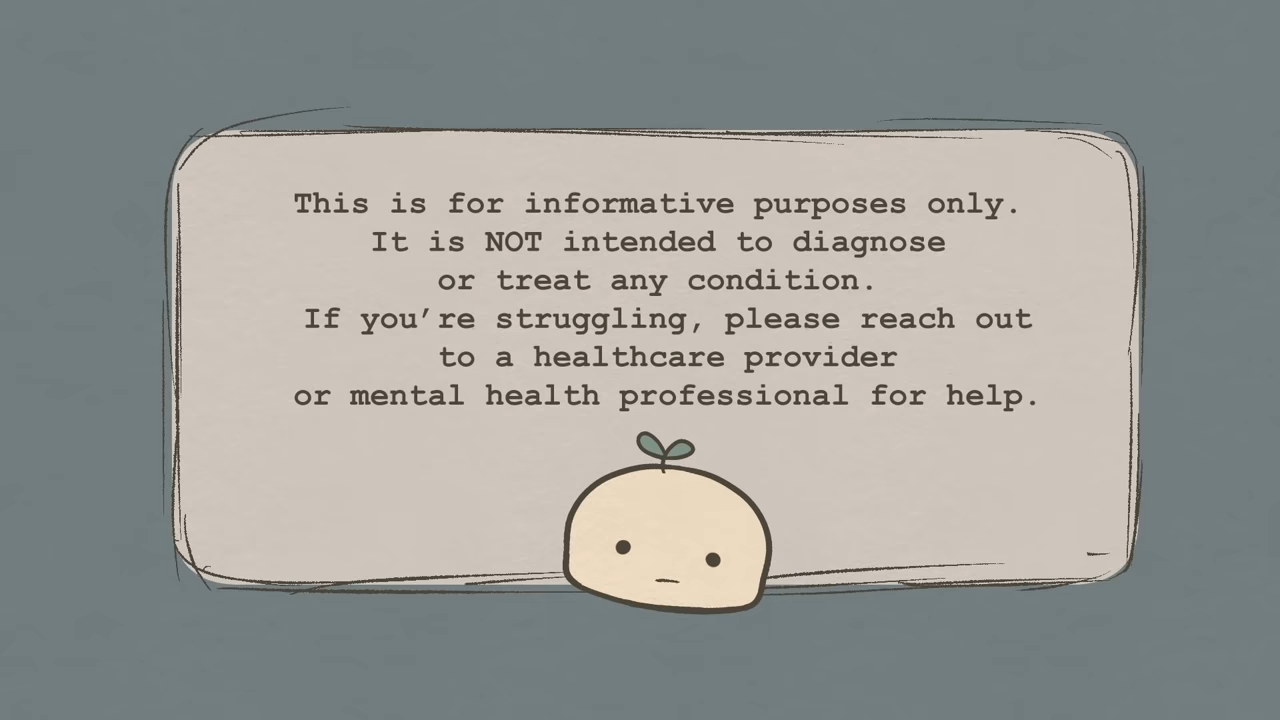 This is for informative purposes only.
It is NOT intended to diagnose
or treat any condition.
If you’re struggling, please reach out
to a healthcare provider
or mental health professional for help.